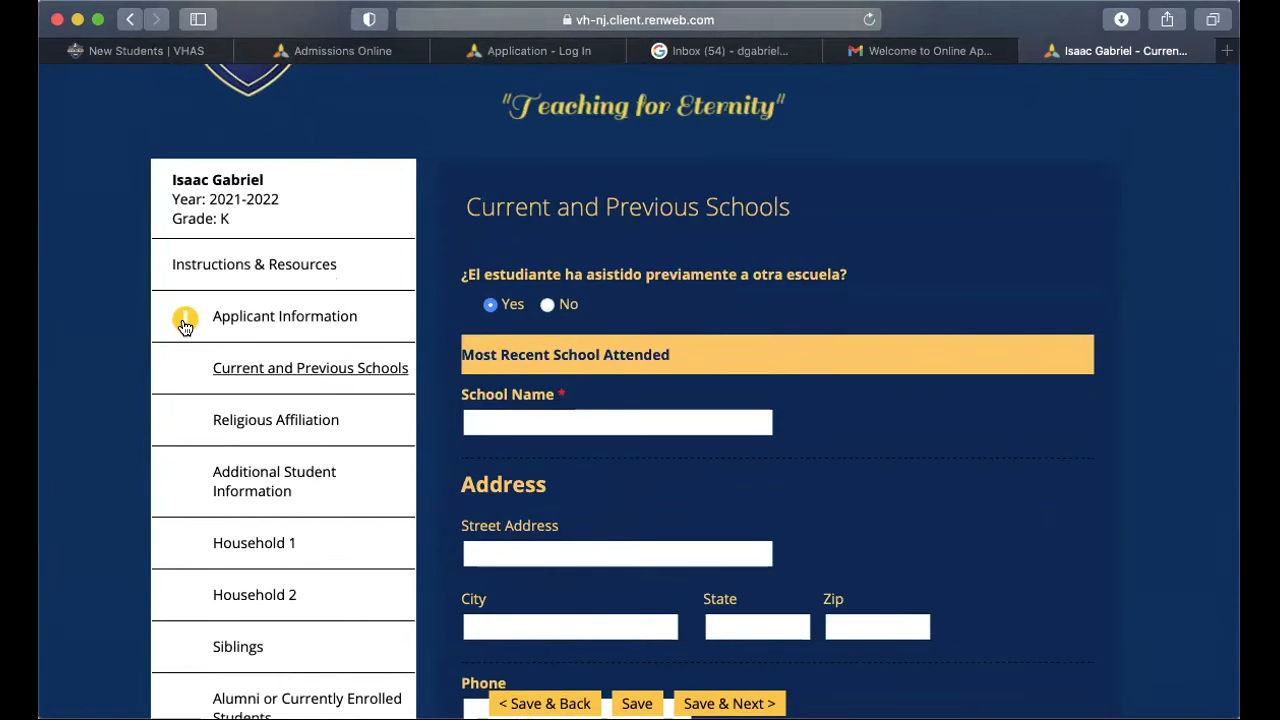 vh-nj.client.renweb.com
New Students | VHAS
Admissions Online
Application - Log In
Inbox (54) - dgabriel...
Welcome to Online Ap...
Isaac Gabriel - Curren...
"Teaching for Eternity"
Isaac Gabriel
Year: 2021-2022
Grade: K
Instructions & Resources
Applicant Information
Current and Previous Schools
Religious Affiliation
Additional Student
Information
Household 1
Household 2
Siblings
Alumni or Currently Enrolled
Students
Current and Previous Schools
¿El estudiante ha asistido previamente a otra escuela?
Yes No
Most Recent School Attended
School Name *
Address
Street Address
City State Zip
Phone
< Save & Back Save Save & Next >